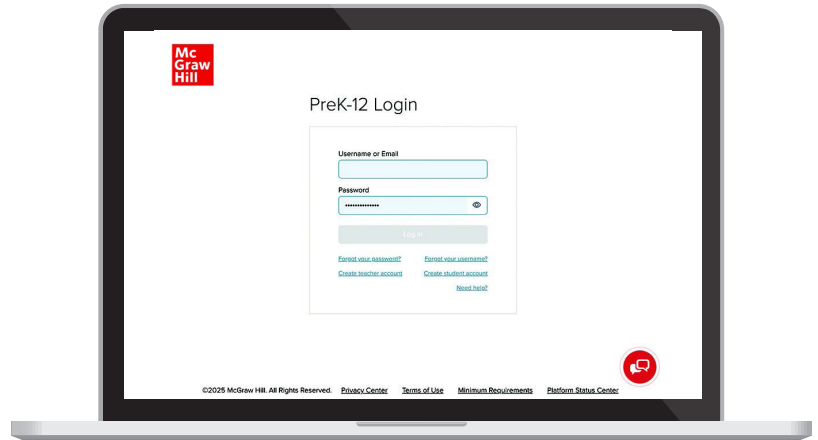 Mc
Graw
Hill
PreK-12 Login
Username or Email
Password
••••••••••••••
Log in
Forgot your password? Forgot your username?
Create teacher account Create student account
Need help?
©2025 McGraw Hill. All Rights Reserved. Privacy Center Terms of Use Minimum Requirements Platform Status Center